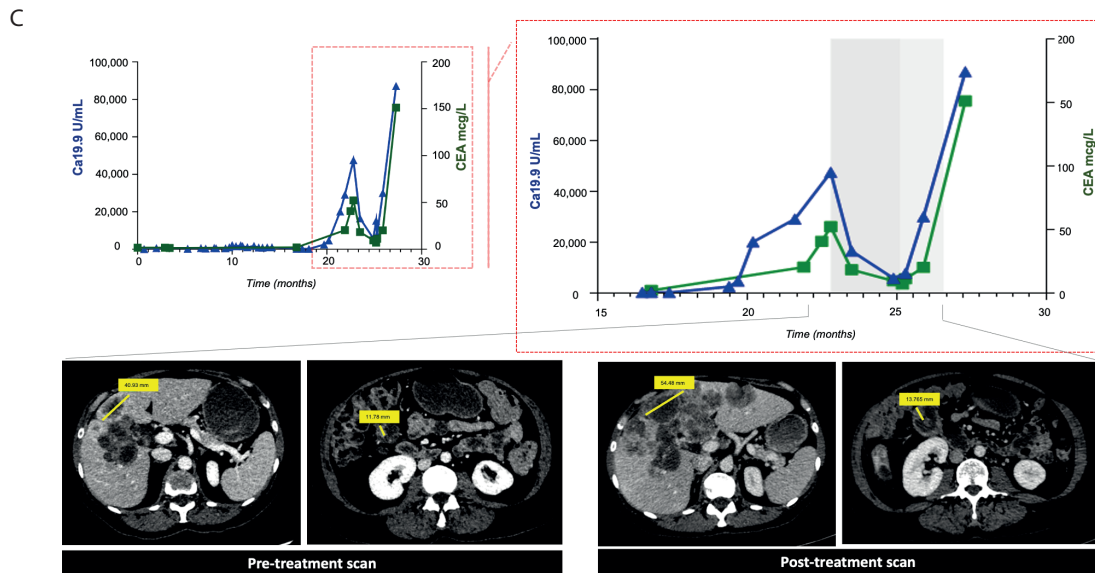 C
100,000
80,000
60,000
40,000
20,000
0
Ca19.9 U/mL
200
150
100
50
0
CEA mcg/L
0
10
20
30
Time (months)
100,000
80,000
60,000
40,000
20,000
0
Ca19.9 U/mL
200
50
100
50
0
CEA mcg/L
15
20
25
30
Time (months)
40.93 mm
11.78 mm
54.48 mm
13.765 mm
Pre-treatment scan
Post-treatment scan